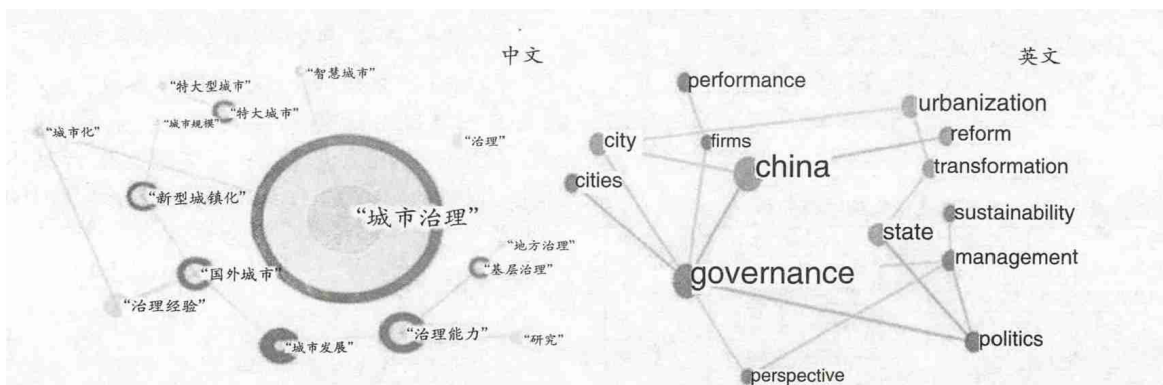 中文
“智慧城市”
“特大型城市”
“特大城市”
“城市规模”
“城市化”
“治理”
“新型城镇化”
“城市治理”
“地方治理”
“国外城市”
“基层治理”
“治理经验”
“治理能力”
“研究”
“城市发展”
英文
performance
urbanization
city
firms
reform
china
transformation
cities
sustainability
state
management
governance
politics
perspective